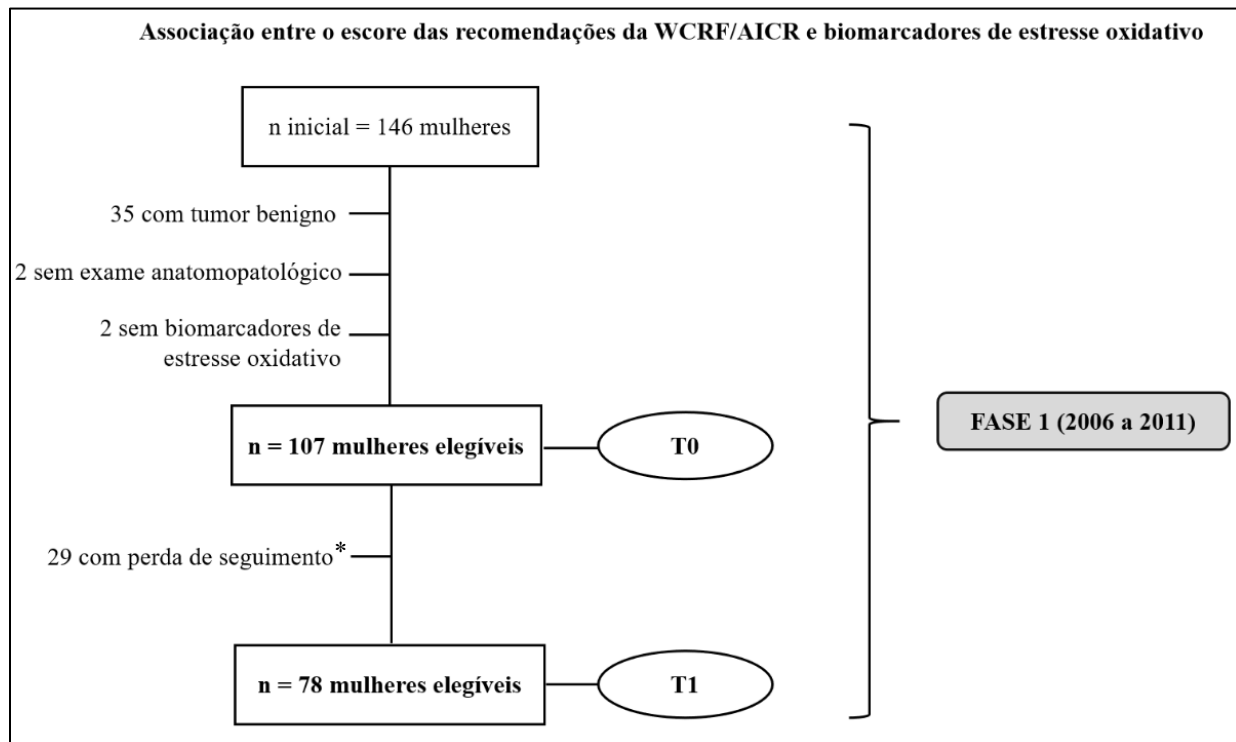 Associação entre o escore das recomendações da WCRF/AICR e biomarcadores de estresse oxidativo
n inicial = 146 mulheres
35 com tumor benigno
2 sem exame anatomopatológico
2 sem biomarcadores de
estresse oxidativo
n = 107 mulheres elegíveis
T0
FASE 1 (2006 a 2011)
29 com perda de seguimento*
n = 78 mulheres elegíveis
T1